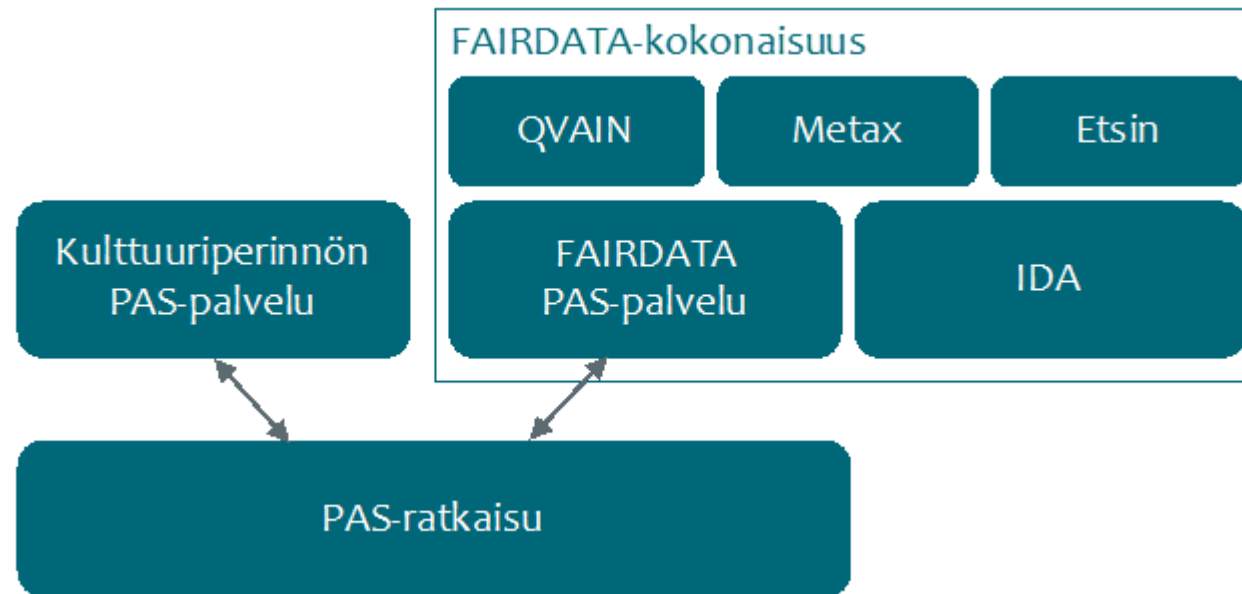 FAIRDATA-kokonaisuus
QVAIN
Metax
Etsin
Kulttuuriperinnön
PAS-palvelu
FAIRDATA
PAS-palvelu
IDA
PAS-ratkaisu